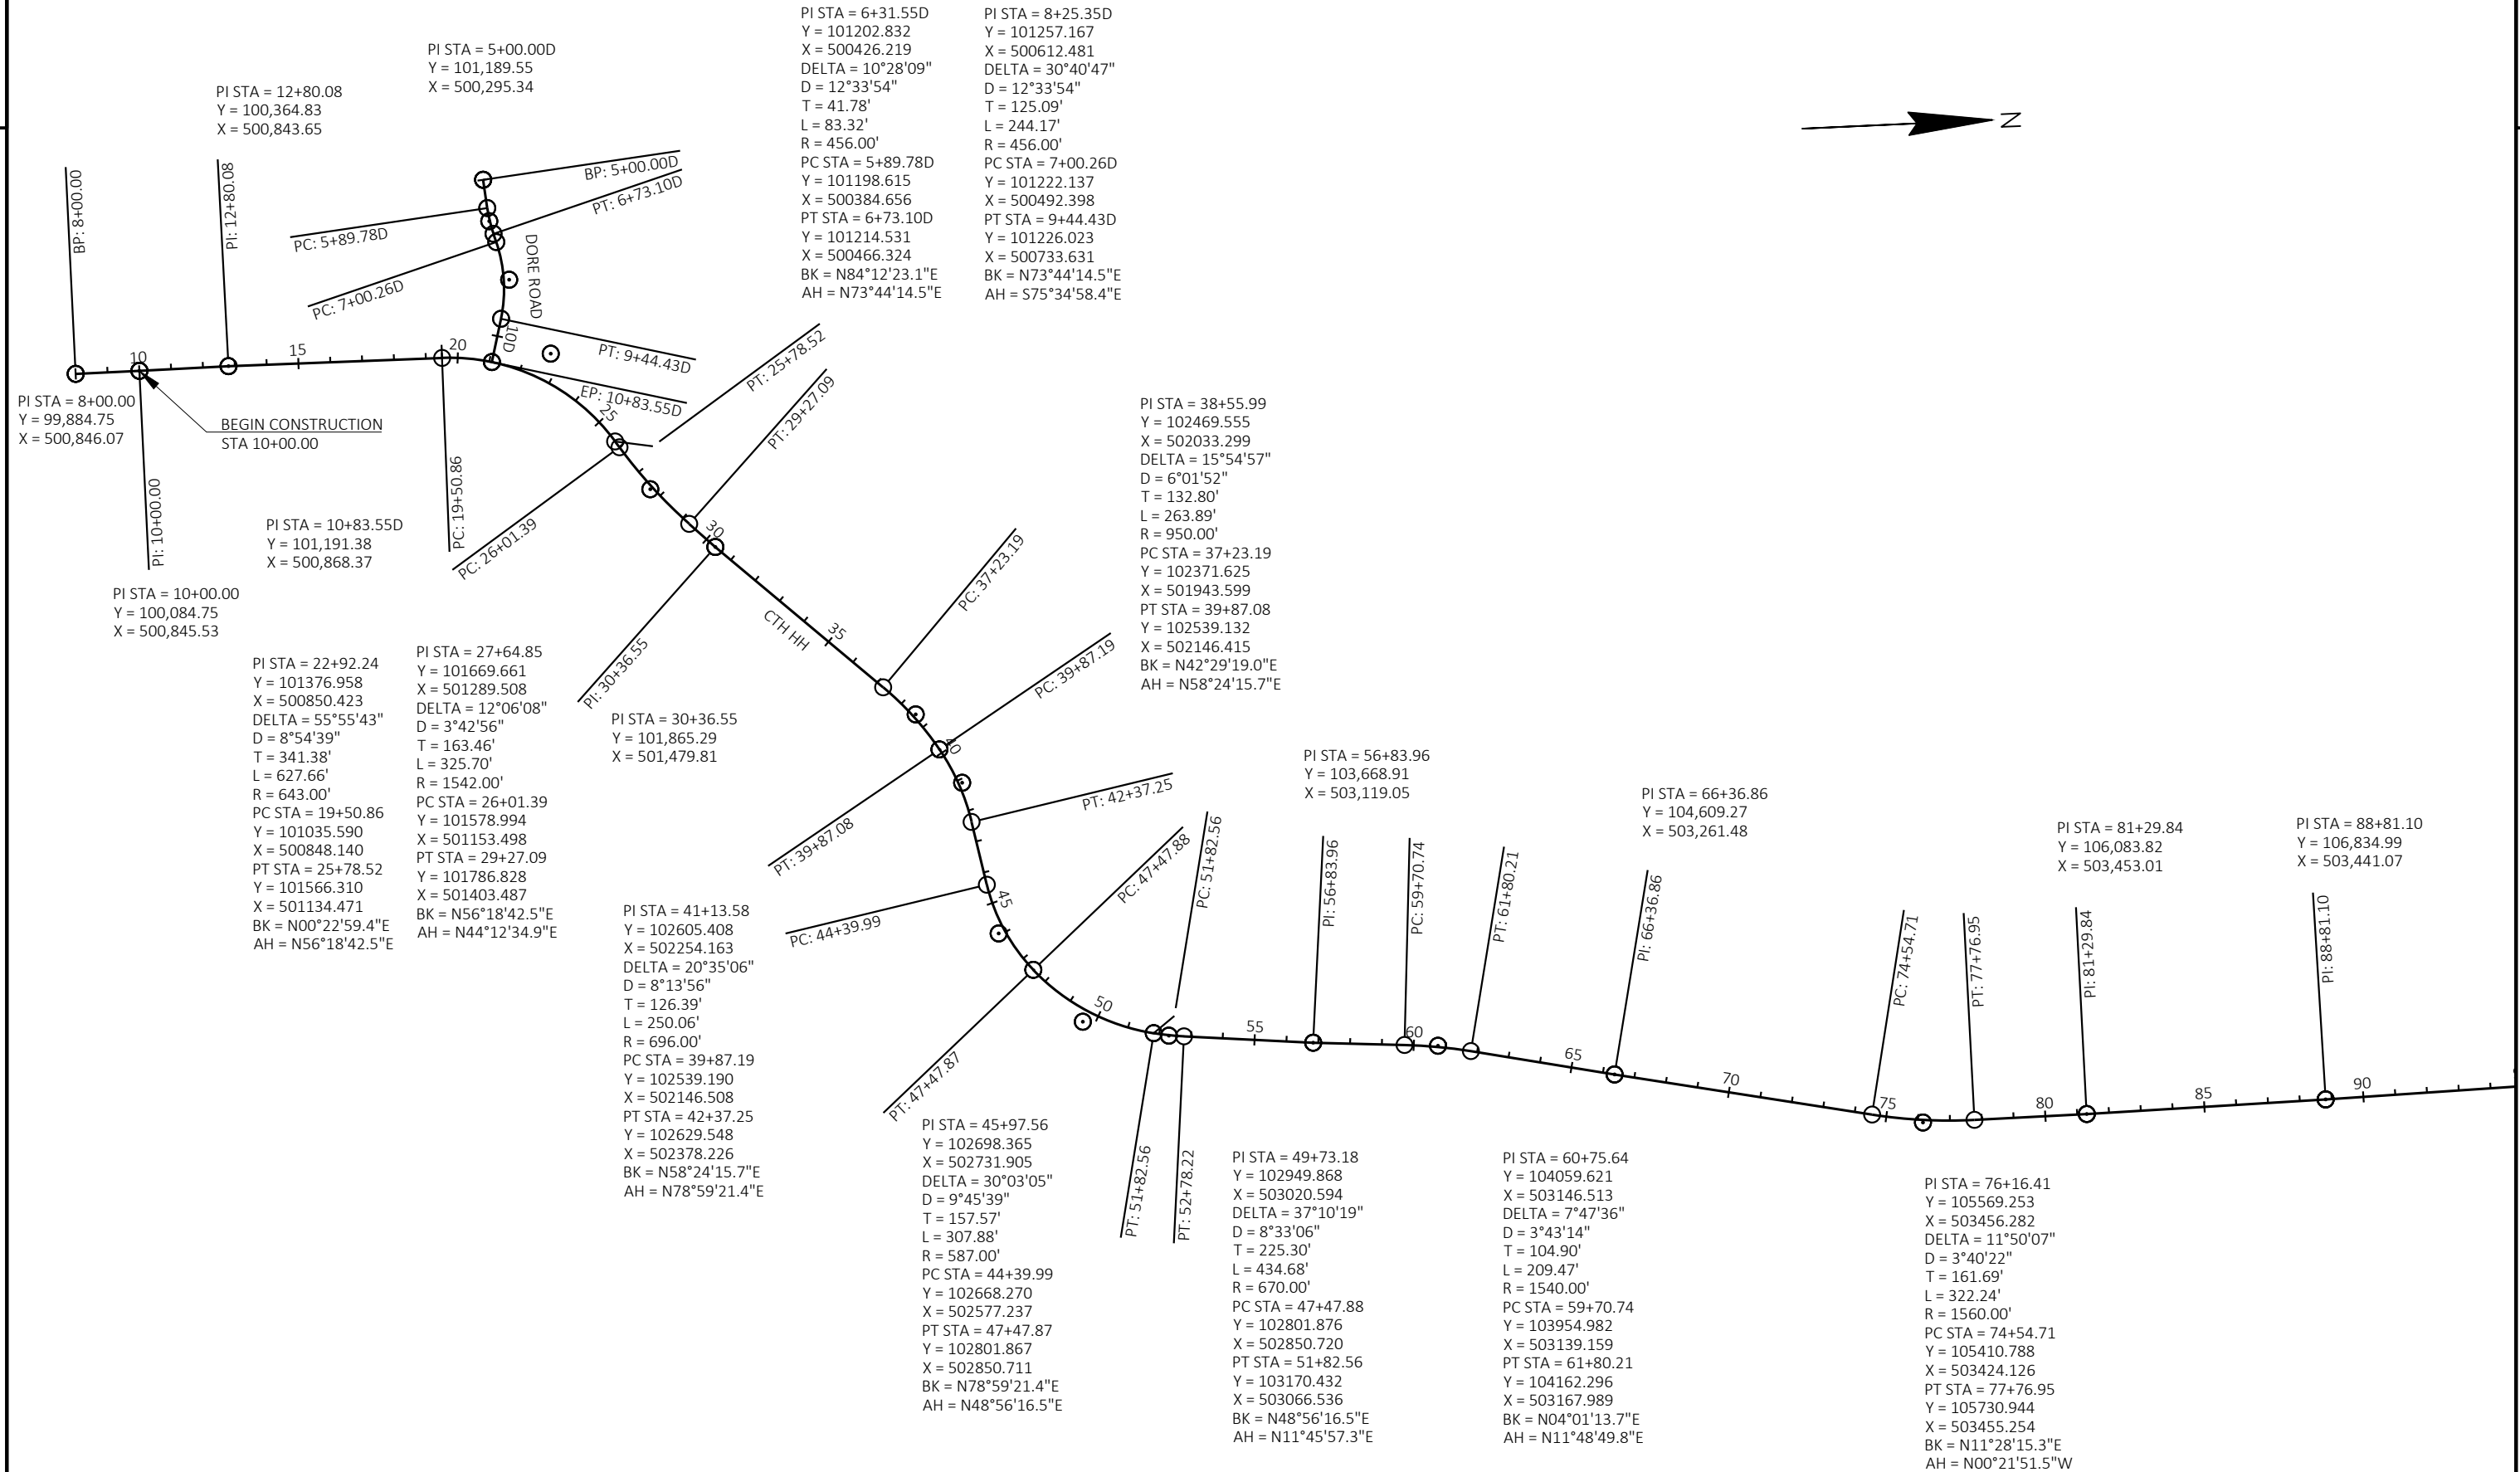 PI STA = 6+31.55D
Y = 101202.832
X = 500426.219
DELTA = 10°28'09"
D = 12°33'54"
T = 41.78'
L = 83.32'
R = 456.00'
PC STA = 5+89.78D
Y = 101198.615
X = 500384.656
PT STA = 6+73.10D
Y = 101214.531
X = 500466.324
BK = N84°12'23.1"E
AH = N73°44'14.5"E
PI STA = 8+25.35D
Y = 101257.167
X = 500612.481
DELTA = 30°40'47"
D = 12°33'54"
T = 125.09'
L = 244.17'
R = 456.00'
PC STA = 7+00.26D
Y = 101222.137
X = 500492.398
PT STA = 9+44.43D
Y = 101226.023
X = 500733.631
BK = N73°44'14.5"E
AH = S75°34'58.4"E
PI STA = 5+00.00D
Y = 101,189.55
X = 500,295.34
PI STA = 12+80.08
Y = 100,364.83
X = 500,843.65
N
BP: 8+00.00
PI: 12+80.08
BP: 5+00.00D
PT: 6+73.10D
PC: 5+89.78D
PC: 7+00.26D
DORE ROAD
10D
PT: 9+44.43D
EP: 10+83.55D
PT: 25+78.52
PT: 29+27.09
10
15
20
25
30
PI STA = 8+00.00
Y = 99,884.75
X = 500,846.07
BEGIN CONSTRUCTION
STA 10+00.00
PI: 10+00.00
PC: 19+50.86
PC: 26+01.39
PI STA = 10+83.55D
Y = 101,191.38
X = 500,868.37
PI STA = 10+00.00
Y = 100,084.75
X = 500,845.53
PI STA = 38+55.99
Y = 102469.555
X = 502033.299
DELTA = 15°54'57"
D = 6°01'52"
T = 132.80'
L = 263.89'
R = 950.00'
PC STA = 37+23.19
Y = 102371.625
X = 501943.599
PT STA = 39+87.08
Y = 102539.132
X = 502146.415
BK = N42°29'19.0"E
AH = N58°24'15.7"E
PI STA = 22+92.24
Y = 101376.958
X = 500850.423
DELTA = 55°55'43"
D = 8°54'39"
T = 341.38'
L = 627.66'
R = 643.00'
PC STA = 19+50.86
Y = 101035.590
X = 500848.140
PT STA = 25+78.52
Y = 101566.310
X = 501134.471
BK = N00°22'59.4"E
AH = N56°18'42.5"E
PI STA = 27+64.85
Y = 101669.661
X = 501289.508
DELTA = 12°06'08"
D = 3°42'56"
T = 163.46'
L = 325.70'
R = 1542.00'
PC STA = 26+01.39
Y = 101578.994
X = 501153.498
PT STA = 29+27.09
Y = 101786.828
X = 501403.487
BK = N56°18'42.5"E
AH = N44°12'34.9"E
PI: 30+36.55
CTH HH
35
PC: 37+23.19
PC: 39+87.19
40
PI STA = 30+36.55
Y = 101,865.29
X = 501,479.81
PT: 39+87.08
PT: 42+37.25
PC: 44+39.99
45
PC: 47+47.88
PC: 51+82.56
PT: 47+47.87
50
PT: 51+82.56
PT: 52+78.22
PI STA = 41+13.58
Y = 102605.408
X = 502254.163
DELTA = 20°35'06"
D = 8°13'56"
T = 126.39'
L = 250.06'
R = 696.00'
PC STA = 39+87.19
Y = 102539.190
X = 502146.508
PT STA = 42+37.25
Y = 102629.548
X = 502378.226
BK = N58°24'15.7"E
AH = N78°59'21.4"E
PI STA = 45+97.56
Y = 102698.365
X = 502731.905
DELTA = 30°03'05"
D = 9°45'39"
T = 157.57'
L = 307.88'
R = 587.00'
PC STA = 44+39.99
Y = 102668.270
X = 502577.237
PT STA = 47+47.87
Y = 102801.867
X = 502850.711
BK = N78°59'21.4"E
AH = N48°56'16.5"E
PI STA = 56+83.96
Y = 103,668.91
X = 503,119.05
PI: 56+83.96
PC: 59+70.74
PT: 61+80.21
PI STA = 66+36.86
Y = 104,609.27
X = 503,261.48
PI: 66+36.86
PC: 74+54.71
PT: 77+76.95
PI STA = 81+29.84
Y = 106,083.82
X = 503,453.01
PI: 81+29.84
PI STA = 88+81.10
Y = 106,834.99
X = 503,441.07
PI: 88+81.10
55
60
65
70
75
80
85
90
PI STA = 49+73.18
Y = 102949.868
X = 503020.594
DELTA = 37°10'19"
D = 8°33'06"
T = 225.30'
L = 434.68'
R = 670.00'
PC STA = 47+47.88
Y = 102801.876
X = 502850.720
PT STA = 51+82.56
Y = 103170.432
X = 503066.536
BK = N48°56'16.5"E
AH = N11°45'57.3"E
PI STA = 60+75.64
Y = 104059.621
X = 503146.513
DELTA = 7°47'36"
D = 3°43'14"
T = 104.90'
L = 209.47'
R = 1540.00'
PC STA = 59+70.74
Y = 103954.982
X = 503139.159
PT STA = 61+80.21
Y = 104162.296
X = 503167.989
BK = N04°01'13.7"E
AH = N11°48'49.8"E
PI STA = 76+16.41
Y = 105569.253
X = 503456.282
DELTA = 11°50'07"
D = 3°40'22"
T = 161.69'
L = 322.24'
R = 1560.00'
PC STA = 74+54.71
Y = 105410.788
X = 503424.126
PT STA = 77+76.95
Y = 105730.944
X = 503455.254
BK = N11°28'15.3"E
AH = N00°21'51.5"W